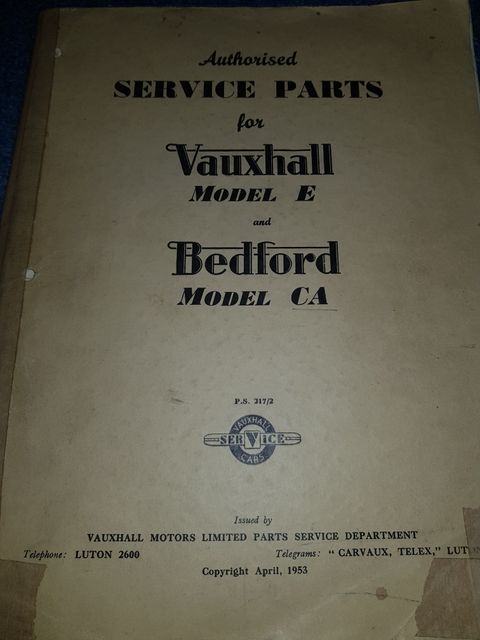 Authorised
SERVICE PARTS
for
Vauxhall
MODEL E
and
Bedford
MODEL CA
P.S. 217/2
VAUXHALL
SERVICE
CARS
Issued by
VAUXHALL MOTORS LIMITED PARTS SERVICE DEPARTMENT
Telephone: LUTON 2600 Telegrams: "CARVAUX, TELEX," LUT
Copyright April, 1953